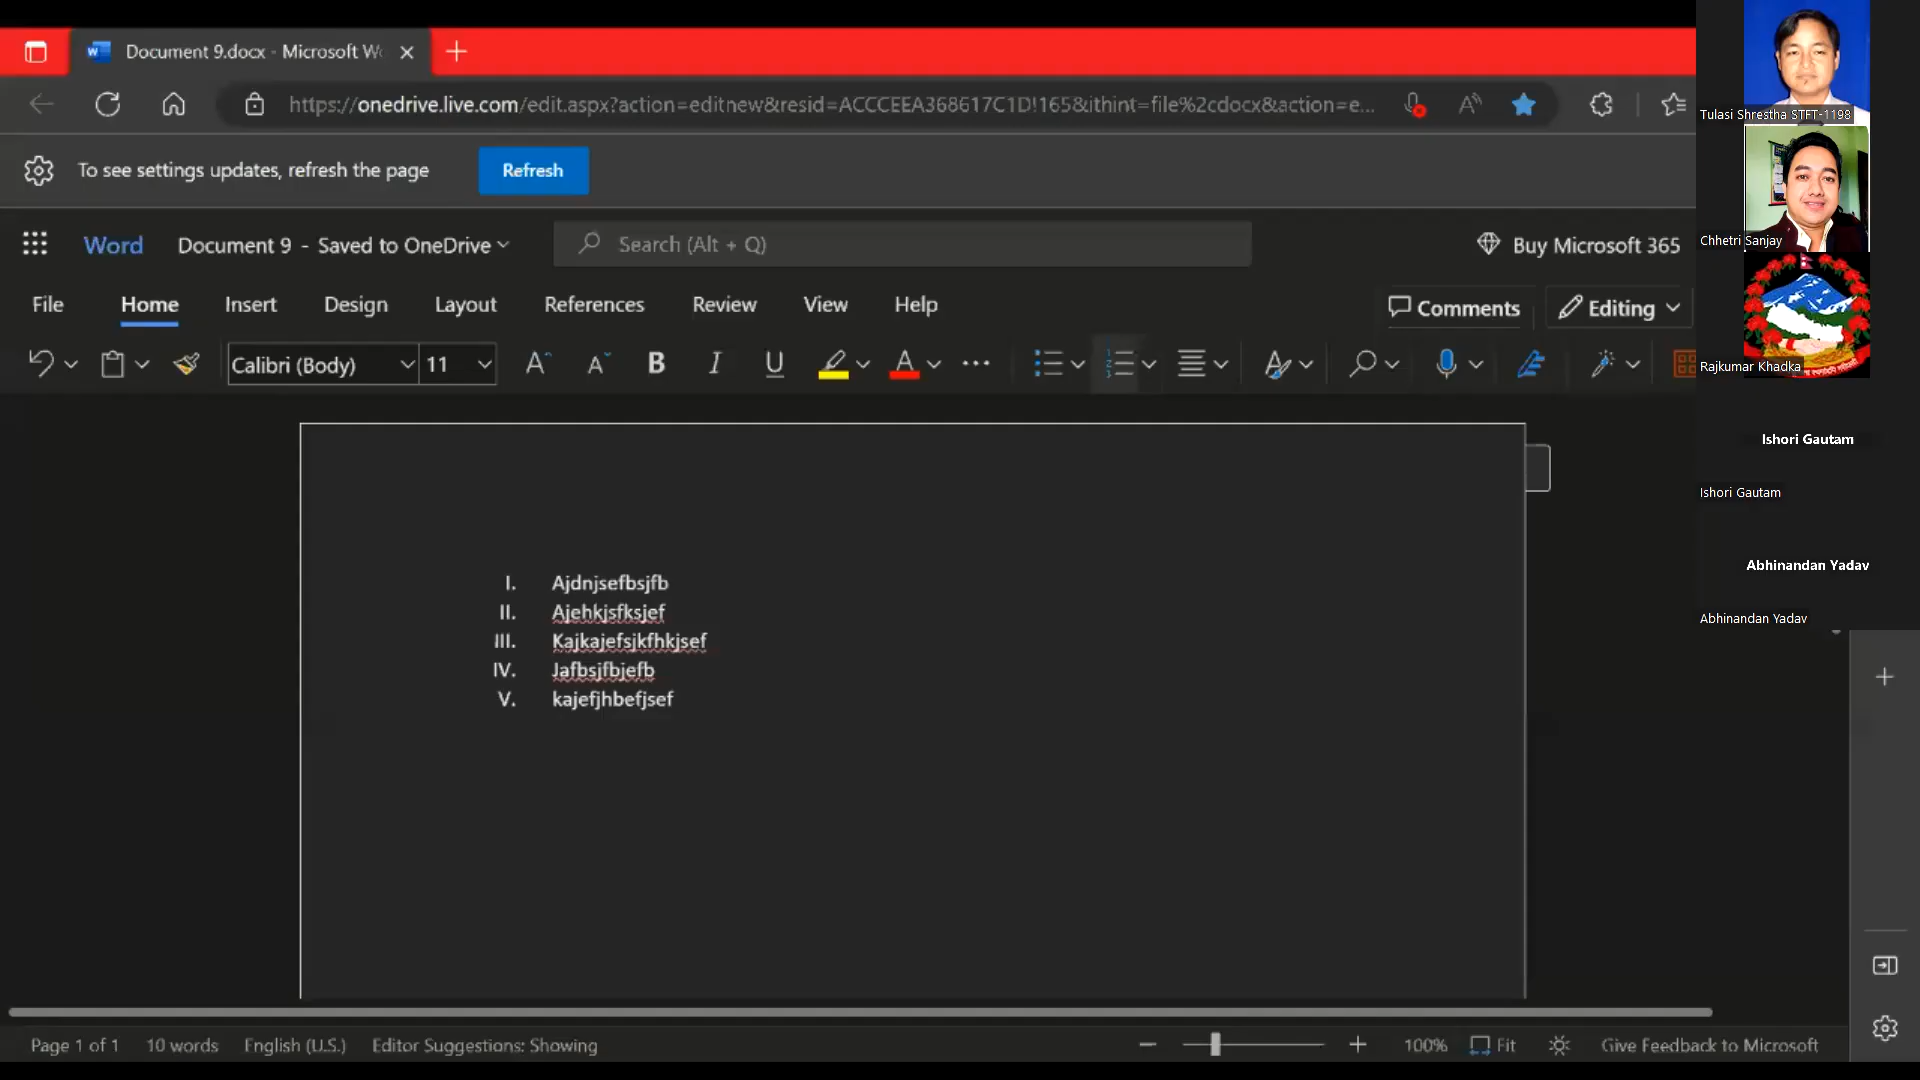 Document 9.docx - Microsoft W
https://onedrive.live.com/edit.aspx?action=editnew&resid=ACCCEEA368617C1D!165&ithint=file%2cdocx&action=e...
To see settings updates, refresh the page
Refresh
Word
Document 9 - Saved to OneDrive
Search (Alt + Q)
Buy Microsoft 365
File Home Insert Design Layout References Review View Help
Comments
Editing
Calibri (Body) 11
I. Ajdnjsefbsjfb
II. Ajehkjsfksjef
III. Kajkajefsjkfhkjsef
IV. Jafbsjfbjefb
V. kajefjhbefjsef
Page 1 of 1 10 words English (U.S.) Editor Suggestions: Showing
100% Fit Give Feedback to Microsoft
Tulasi Shrestha STFT-1198
Chhetri Sanjay
Rajkumar Khadka
Ishori Gautam
Ishori Gautam
Abhinandan Yadav
Abhinandan Yadav